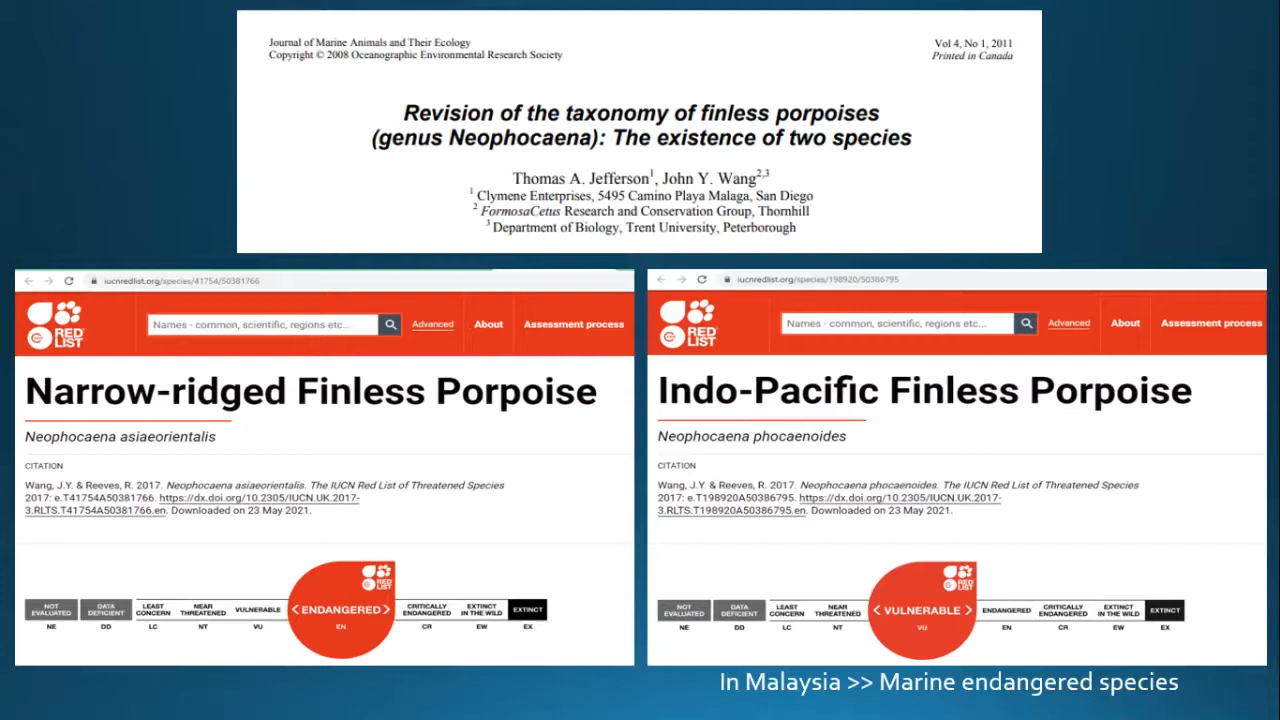 Journal of Marine Animals and Their Ecology
Copyright © 2008 Oceanographic Environmental Research Society
Vol 4, No 1, 2011
Printed in Canada
Revision of the taxonomy of finless porpoises
(genus Neophocaena): The existence of two species
Thomas A. Jefferson1, John Y. Wang2,3
1 Clymene Enterprises, 5495 Camino Playa Malaga, San Diego
2 FormosaCetus Research and Conservation Group, Thornhill
3 Department of Biology, Trent University, Peterborough
iucnredlist.org/species/41754/50381766
RED LIST
Names - common, scientific, regions etc...
Advanced
About
Assessment process
Narrow-ridged Finless Porpoise
Neophocaena asiaeorientalis
CITATION
Wang, J.Y. & Reeves, R. 2017. Neophocaena asiaeorientalis. The IUCN Red List of Threatened Species
2017: e.T41754A50381766. https://dx.doi.org/10.2305/IUCN.UK.2017-
3.RLTS.T41754A50381766.en. Downloaded on 23 May 2021.
RED LIST
NOT EVALUATED
DATA DEFICIENT
LEAST CONCERN
NEAR THREATENED
VULNERABLE
< ENDANGERED >
CRITICALLY ENDANGERED
EXTINCT IN THE WILD
EXTINCT
NE DD LC NT VU EN CR EW EX
iucnredlist.org/species/198920/50386795
RED LIST
Names - common, scientific, regions etc...
Advanced
About
Assessment process
Indo-Pacific Finless Porpoise
Neophocaena phocaenoides
CITATION
Wang, J.Y. & Reeves, R. 2017. Neophocaena phocaenoides. The IUCN Red List of Threatened Species
2017: e.T198920A50386795. https://dx.doi.org/10.2305/IUCN.UK.2017-
3.RLTS.T198920A50386795.en. Downloaded on 23 May 2021.
RED LIST
NOT EVALUATED
DATA DEFICIENT
LEAST CONCERN
NEAR THREATENED
< VULNERABLE >
ENDANGERED
CRITICALLY ENDANGERED
EXTINCT IN THE WILD
EXTINCT
NE DD LC NT VU EN CR EW EX
In Malaysia >> Marine endangered species